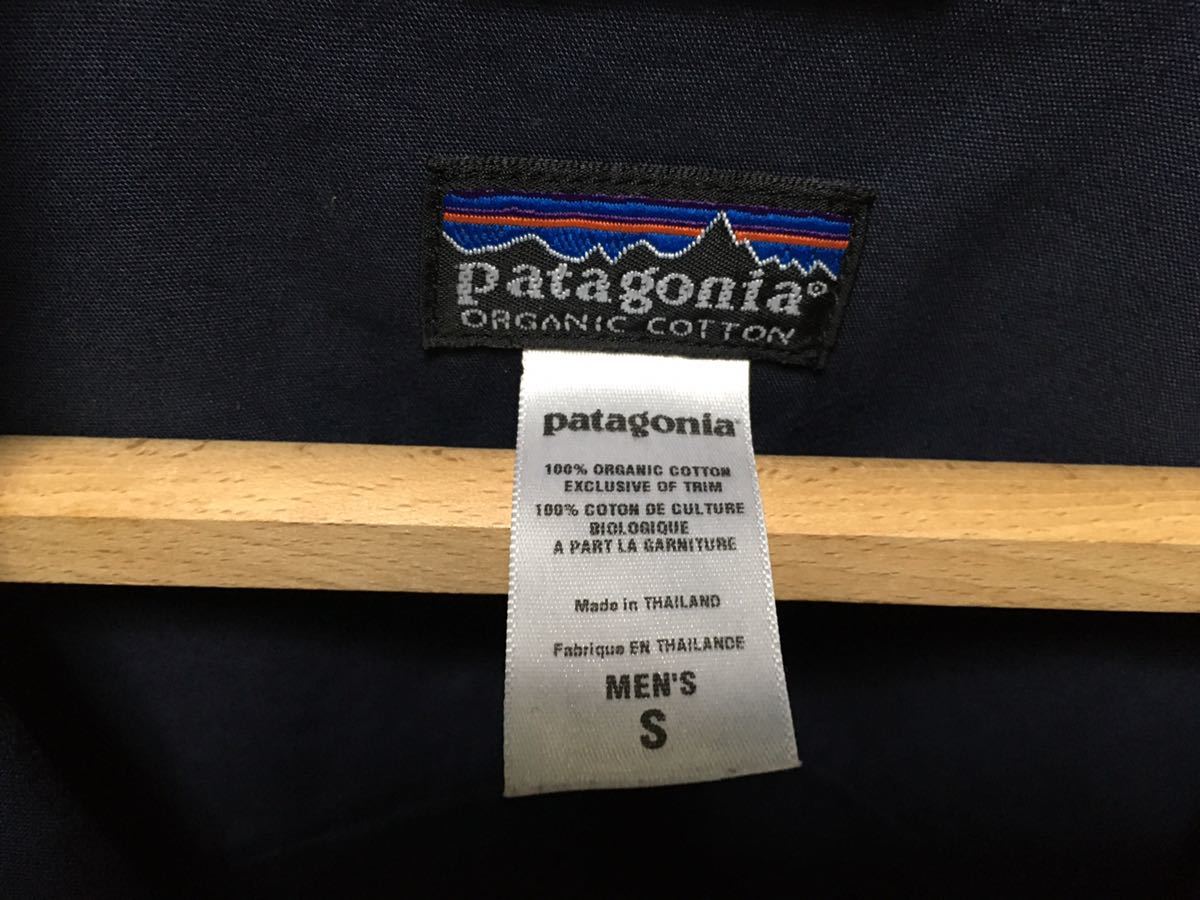 patagonia®
ORGANIC COTTON
patagonia
100% ORGANIC COTTON
EXCLUSIVE OF TRIM
100% COTON DE CULTURE
BIOLOGIQUE
A PART LA GARNITURE
Made in THAILAND
Fabrique EN THAILANDE
MEN'S
S